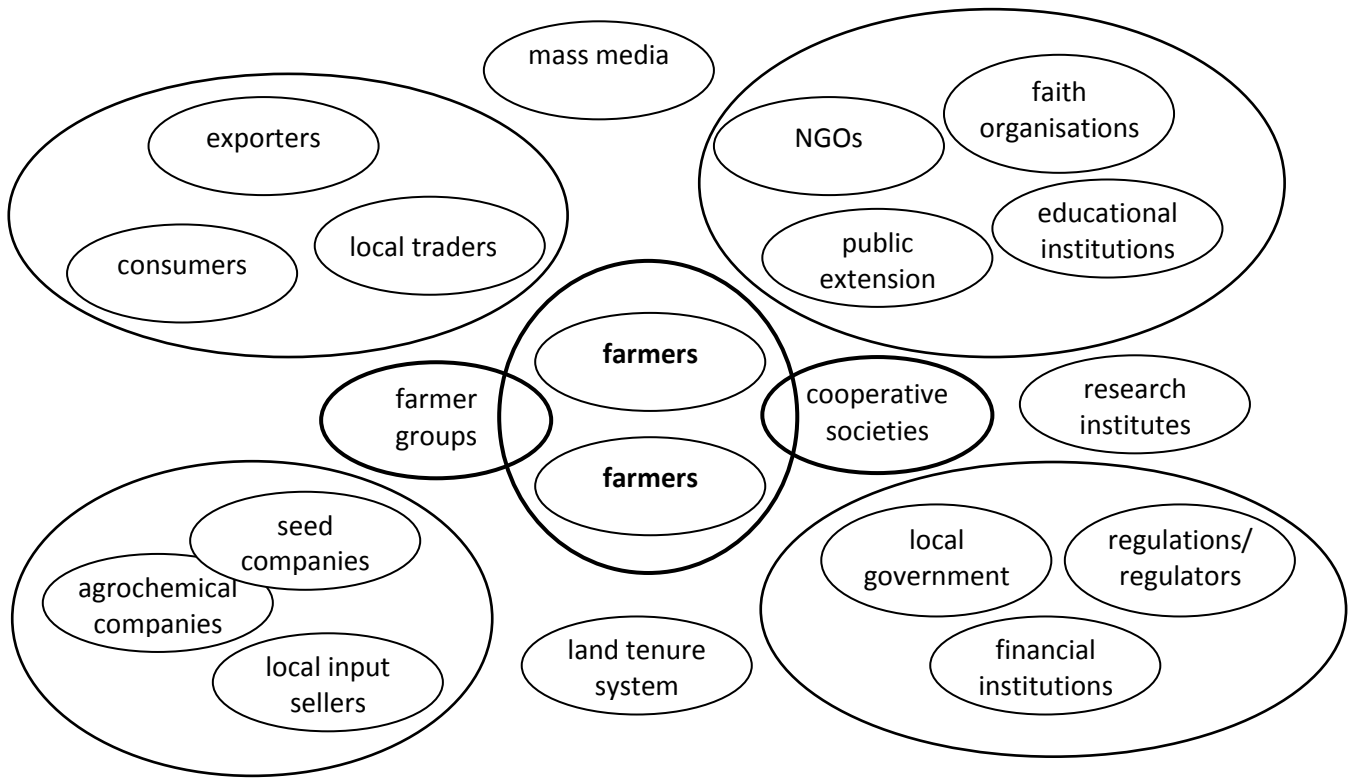 mass media
exporters
local traders
consumers
NGOs
faith
organisations
educational
institutions
public
extension
farmers
farmers
farmer
groups
cooperative
societies
research
institutes
seed
companies
agrochemical
companies
local input
sellers
land tenure
system
local
government
regulations/
regulators
financial
institutions